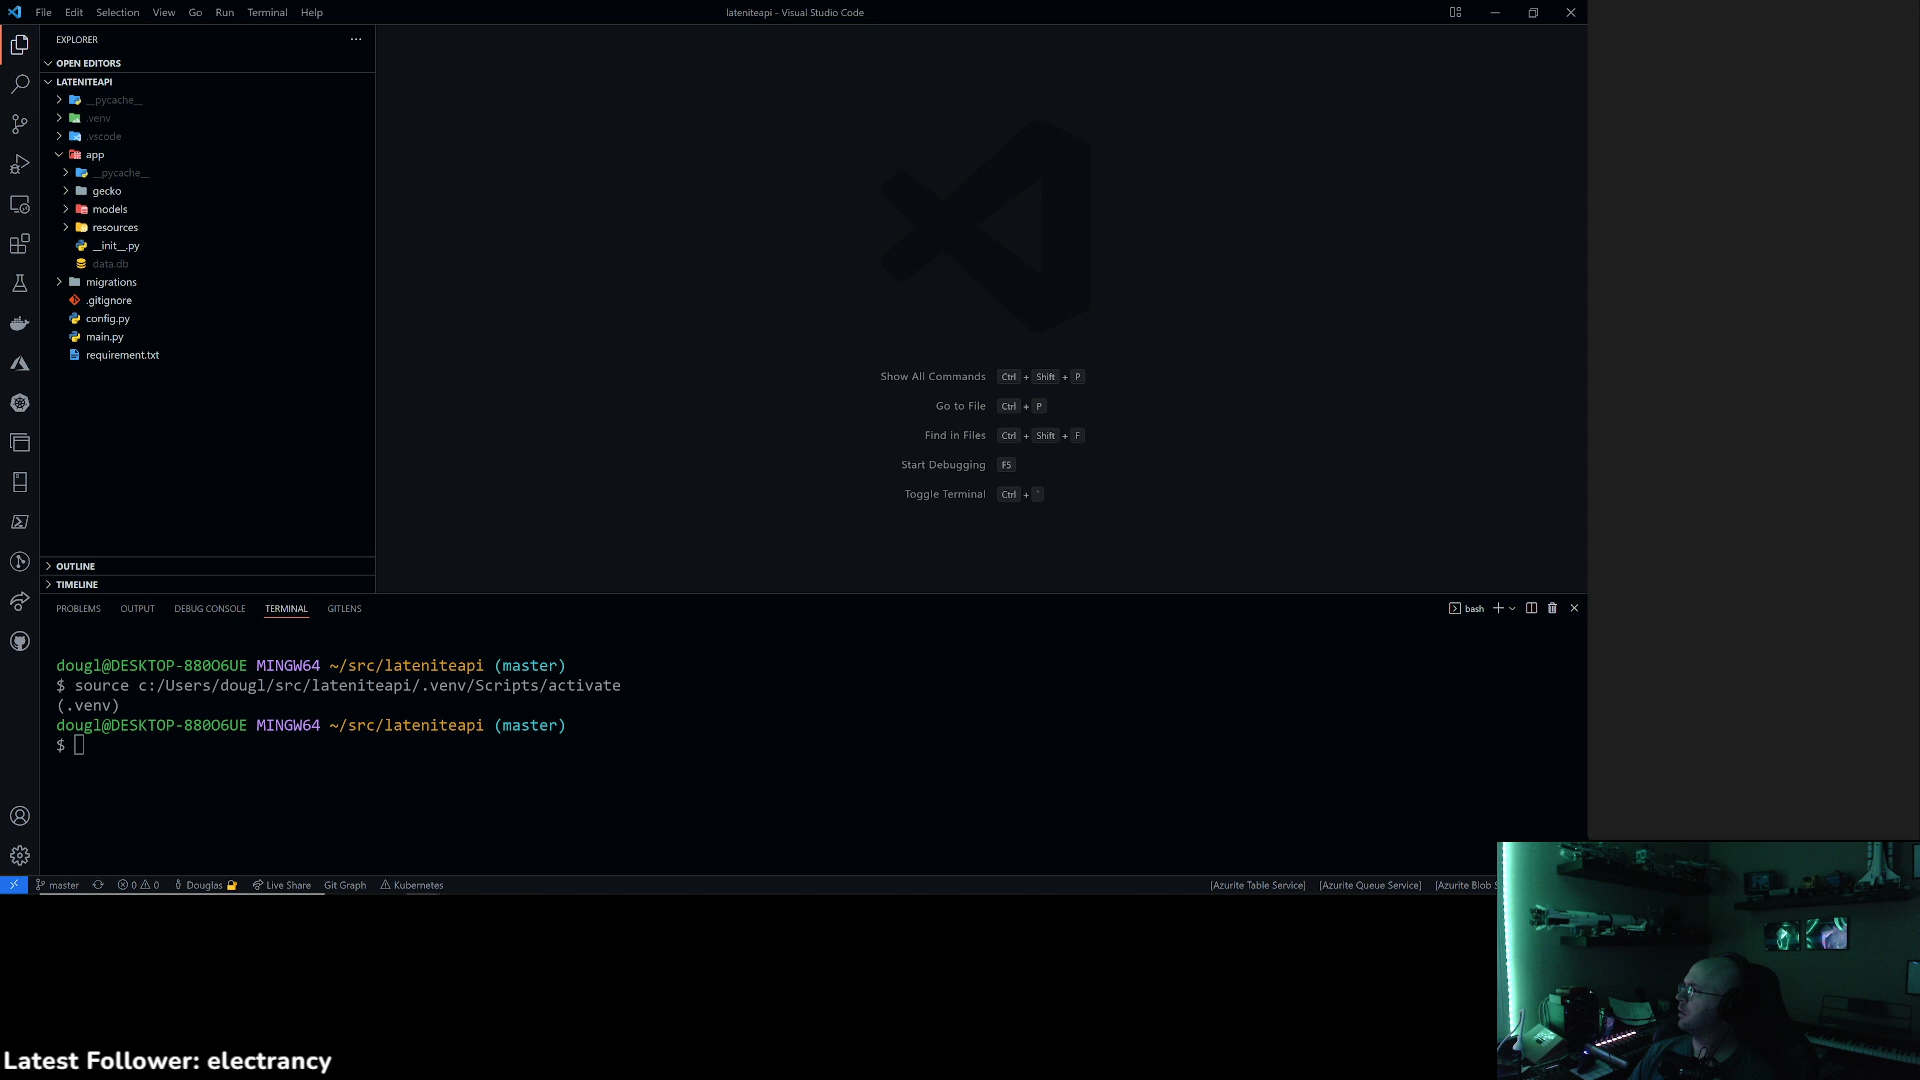 File Edit Selection View Go Run Terminal Help
lateniteapi - Visual Studio Code
EXPLORER
OPEN EDITORS
LATENITEAPI
__pycache__
.venv
.vscode
app
__pycache__
gecko
models
resources
__init__.py
data.db
migrations
.gitignore
config.py
main.py
requirement.txt
Show All Commands Ctrl + Shift + P
Go to File Ctrl + P
Find in Files Ctrl + Shift + F
Start Debugging F5
Toggle Terminal Ctrl + `
OUTLINE
TIMELINE
PROBLEMS OUTPUT DEBUG CONSOLE TERMINAL GITLENS
bash
dougl@DESKTOP-880O6UE MINGW64 ~/src/lateniteapi (master)
$ source c:/Users/dougl/src/lateniteapi/.venv/Scripts/activate
(.venv)
dougl@DESKTOP-880O6UE MINGW64 ~/src/lateniteapi (master)
$
master 0 0 Douglas Live Share Git Graph Kubernetes [Azurite Table Service] [Azurite Queue Service] [Azurite Blob S
Latest Follower: electrancy